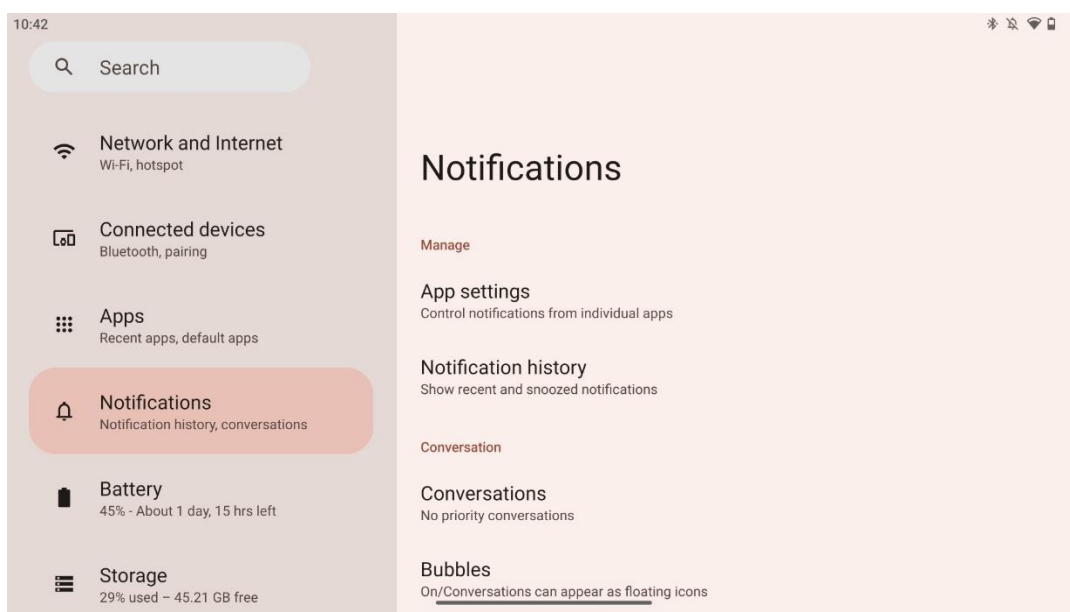 10:42
Search
Network and Internet
Wi-Fi, hotspot
Connected devices
Bluetooth, pairing
Apps
Recent apps, default apps
Notifications
Notification history, conversations
Battery
45% - About 1 day, 15 hrs left
Storage
29% used – 45.21 GB free
Notifications
Manage
App settings
Control notifications from individual apps
Notification history
Show recent and snoozed notifications
Conversation
Conversations
No priority conversations
Bubbles
On/Conversations can appear as floating icons